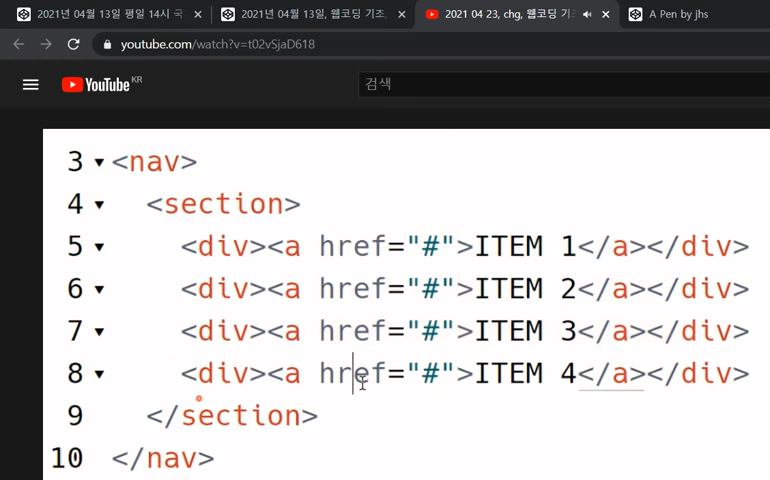 2021년 04월 13일 평일 14시 국
2021년 04월 13일, 웹코딩 기초,
2021 04 23, chg, 웹코딩 기초
A Pen by jhs
youtube.com/watch?v=t02vSjaD618
YouTube KR
검색
3 <nav>
4 <section>
5 <div><a href="#">ITEM 1</a></div>
6 <div><a href="#">ITEM 2</a></div>
7 <div><a href="#">ITEM 3</a></div>
8 <div><a href="#">ITEM 4</a></div>
9 </section>
10 </nav>